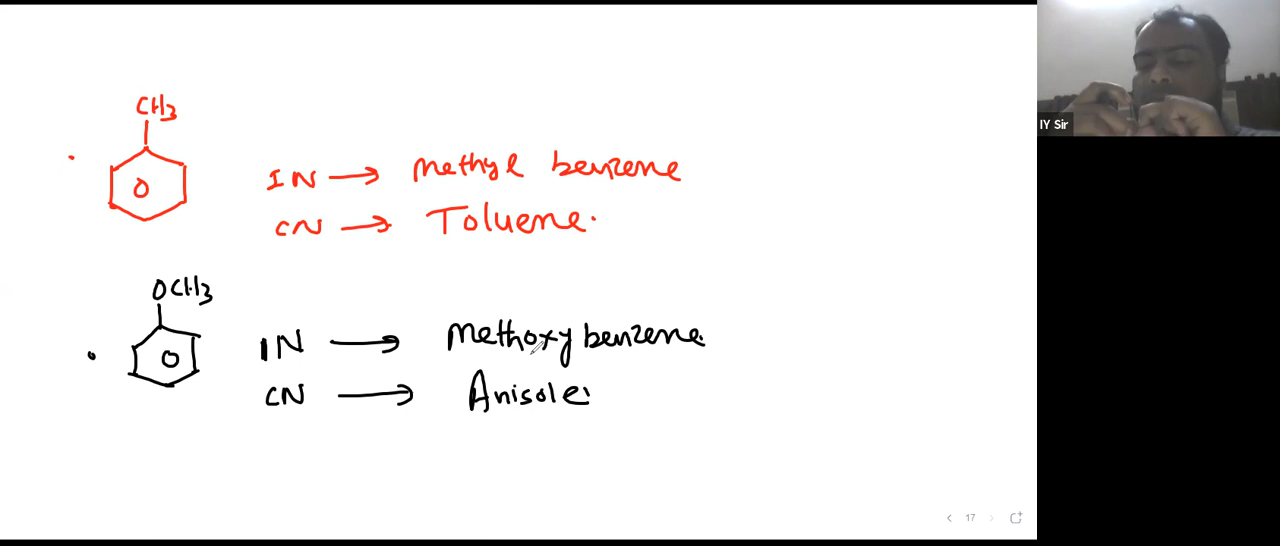 CH3
IN → Methyl benzene
CN → Toluene.
OCH3
IN → Methoxy benzene.
CN → Anisole.
IY Sir
< 17 >